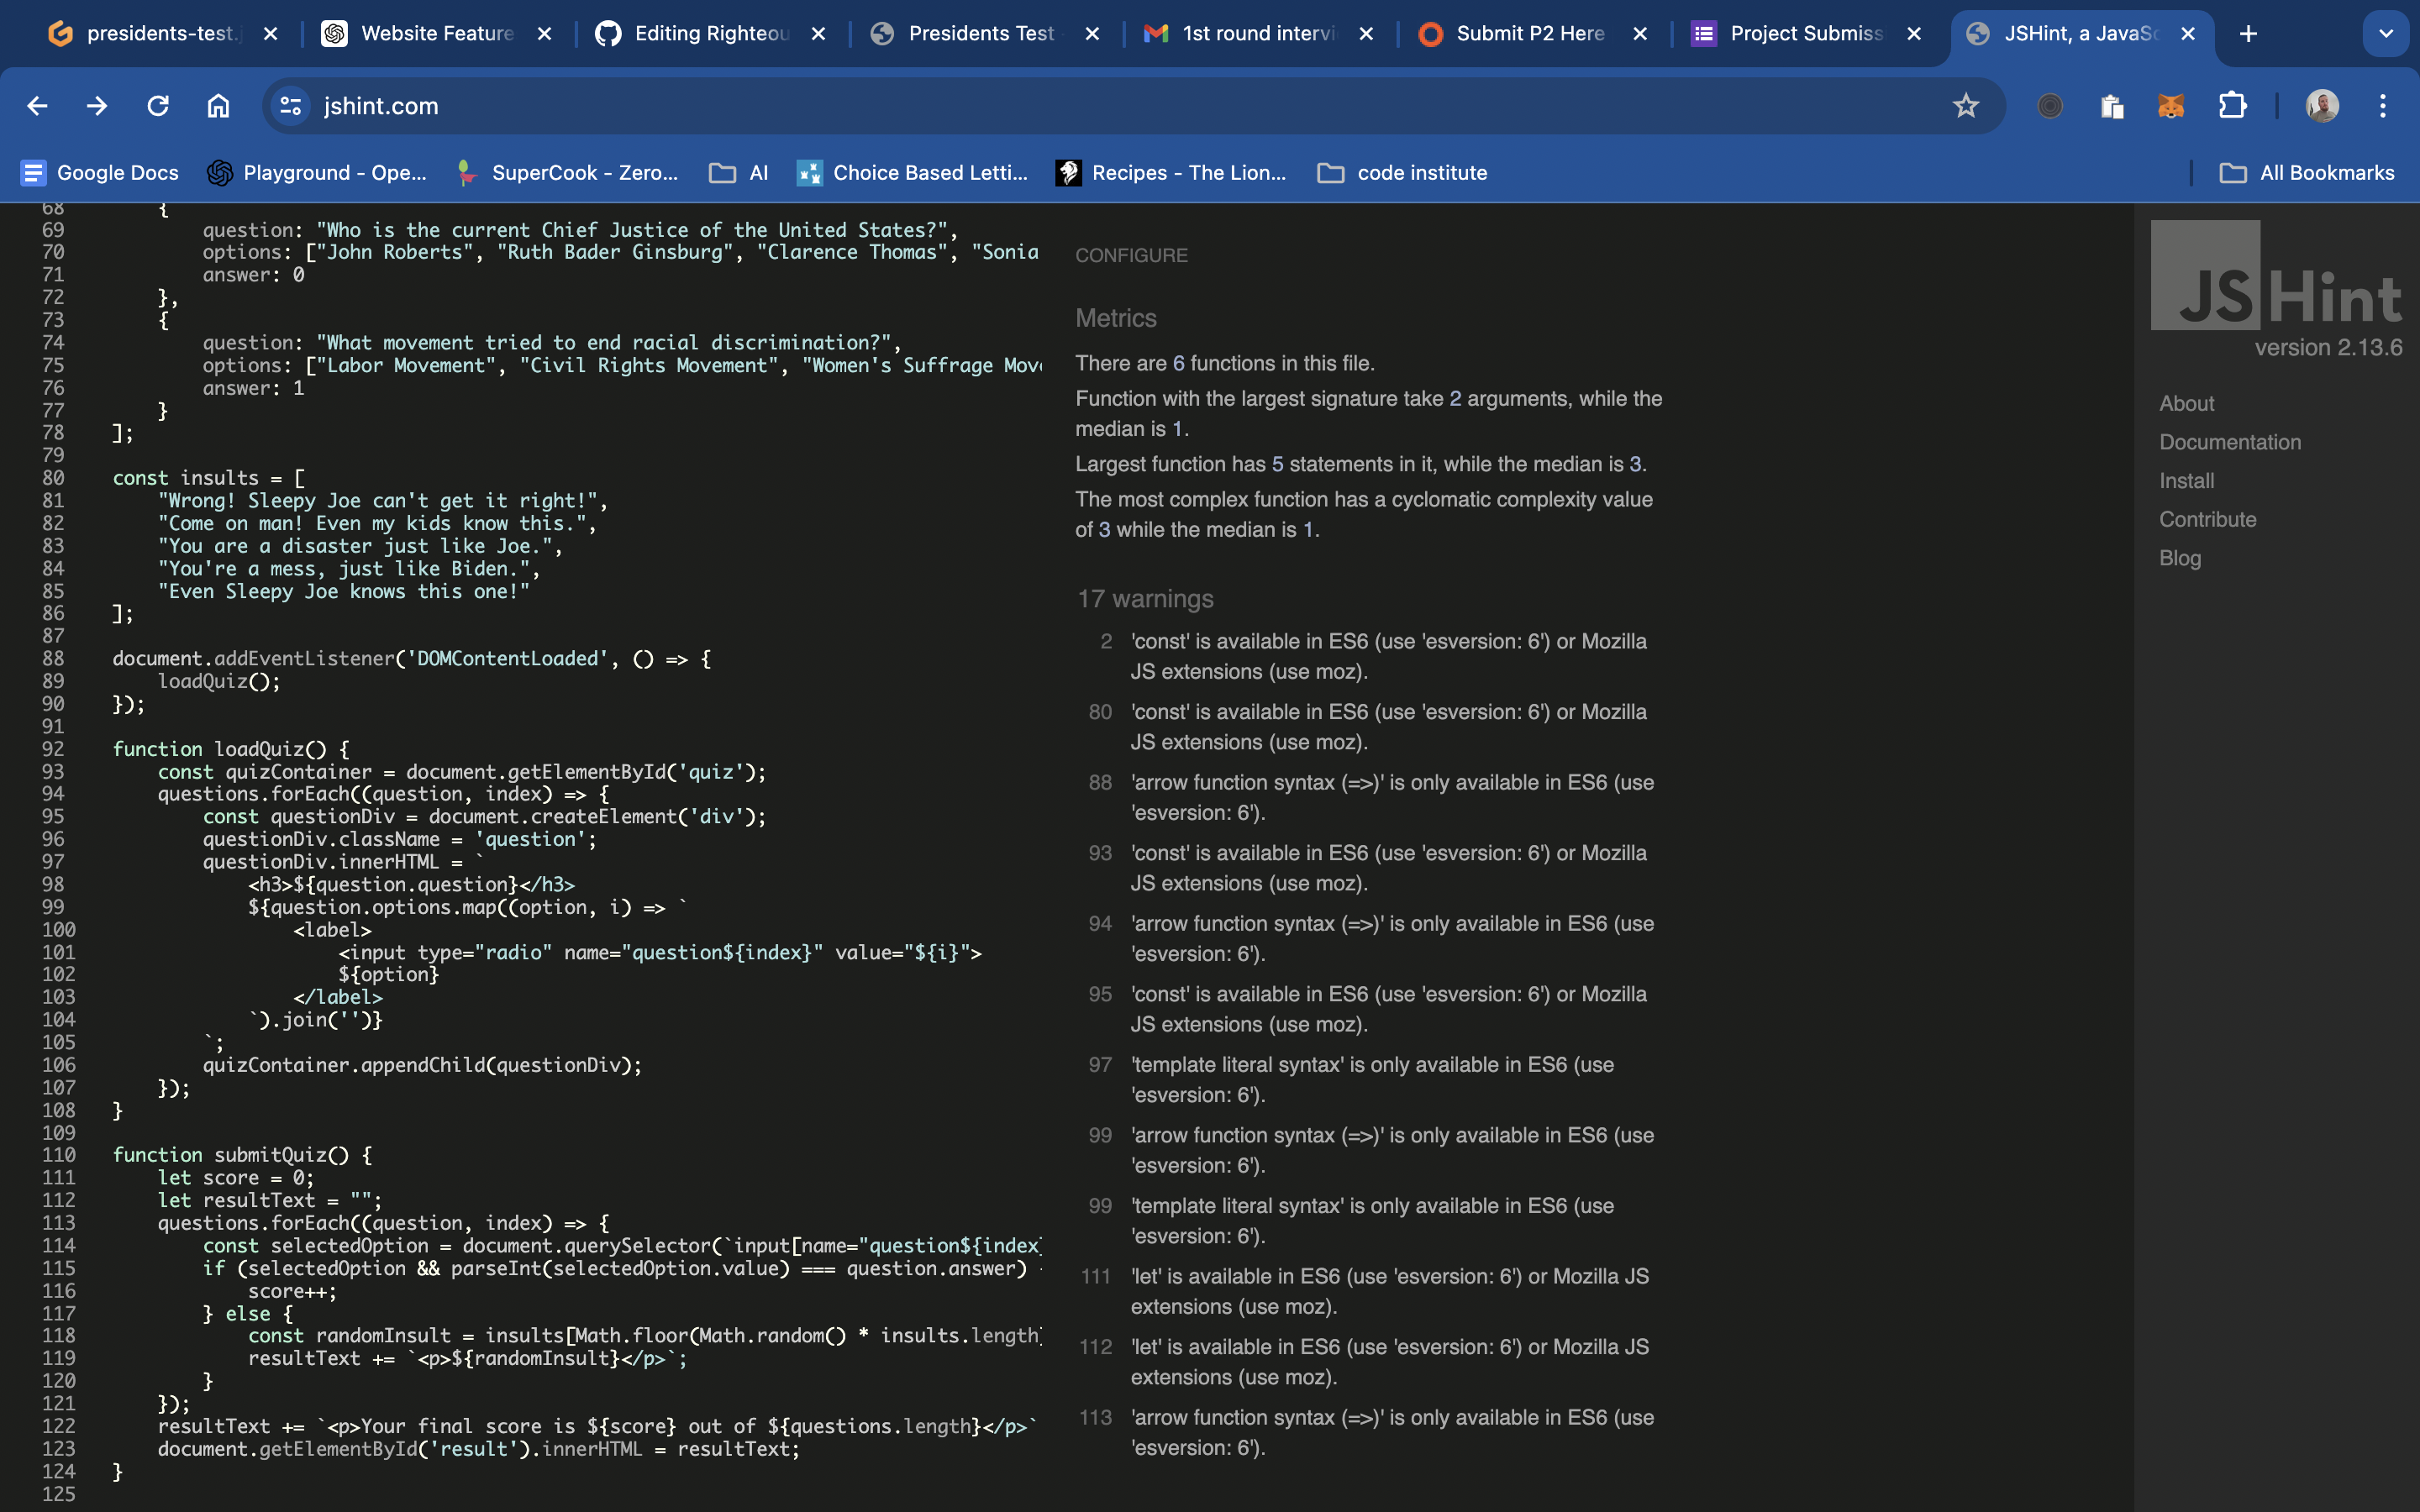 presidents-test.j
Website Feature
Editing Righteou
Presidents Test
1st round intervi
Submit P2 Here
Project Submiss
JSHint, a JavaSc
jshint.com
Google Docs
Playground - Ope...
SuperCook - Zero...
AI
Choice Based Letti...
Recipes - The Lion...
code institute
All Bookmarks
68 {
69 question: "Who is the current Chief Justice of the United States?",
70 options: ["John Roberts", "Ruth Bader Ginsburg", "Clarence Thomas", "Sonia
71 answer: 0
72 },
73 {
74 question: "What movement tried to end racial discrimination?",
75 options: ["Labor Movement", "Civil Rights Movement", "Women's Suffrage Mov
76 answer: 1
77 }
78 ];
79
80 const insults = [
81 "Wrong! Sleepy Joe can't get it right!",
82 "Come on man! Even my kids know this.",
83 "You are a disaster just like Joe.",
84 "You're a mess, just like Biden.",
85 "Even Sleepy Joe knows this one!"
86 ];
87
88 document.addEventListener('DOMContentLoaded', () => {
89 loadQuiz();
90 });
91
92 function loadQuiz() {
93 const quizContainer = document.getElementById('quiz');
94 questions.forEach((question, index) => {
95 const questionDiv = document.createElement('div');
96 questionDiv.className = 'question';
97 questionDiv.innerHTML = `
98 <h3>${question.question}</h3>
99 ${question.options.map((option, i) => `
100 <label>
101 <input type="radio" name="question${index}" value="${i}">
102 ${option}
103 </label>
104 `).join('')}
105 `;
106 quizContainer.appendChild(questionDiv);
107 });
108 }
109
110 function submitQuiz() {
111 let score = 0;
112 let resultText = "";
113 questions.forEach((question, index) => {
114 const selectedOption = document.querySelector(`input[name="question${index}
115 if (selectedOption && parseInt(selectedOption.value) === question.answer)
116 score++;
117 } else {
118 const randomInsult = insults[Math.floor(Math.random() * insults.length)
119 resultText += `<p>${randomInsult}</p>`;
120 }
121 });
122 resultText += `<p>Your final score is ${score} out of ${questions.length}</p>`
123 document.getElementById('result').innerHTML = resultText;
124 }
125
CONFIGURE
Metrics
There are 6 functions in this file.
Function with the largest signature take 2 arguments, while the
median is 1.
Largest function has 5 statements in it, while the median is 3.
The most complex function has a cyclomatic complexity value
of 3 while the median is 1.
17 warnings
2 'const' is available in ES6 (use 'esversion: 6') or Mozilla
JS extensions (use moz).
80 'const' is available in ES6 (use 'esversion: 6') or Mozilla
JS extensions (use moz).
88 'arrow function syntax (=>)' is only available in ES6 (use
'esversion: 6').
93 'const' is available in ES6 (use 'esversion: 6') or Mozilla
JS extensions (use moz).
94 'arrow function syntax (=>)' is only available in ES6 (use
'esversion: 6').
95 'const' is available in ES6 (use 'esversion: 6') or Mozilla
JS extensions (use moz).
97 'template literal syntax' is only available in ES6 (use
'esversion: 6').
99 'arrow function syntax (=>)' is only available in ES6 (use
'esversion: 6').
99 'template literal syntax' is only available in ES6 (use
'esversion: 6').
111 'let' is available in ES6 (use 'esversion: 6') or Mozilla JS
extensions (use moz).
112 'let' is available in ES6 (use 'esversion: 6') or Mozilla JS
extensions (use moz).
113 'arrow function syntax (=>)' is only available in ES6 (use
'esversion: 6').
JSHint
version 2.13.6
About
Documentation
Install
Contribute
Blog